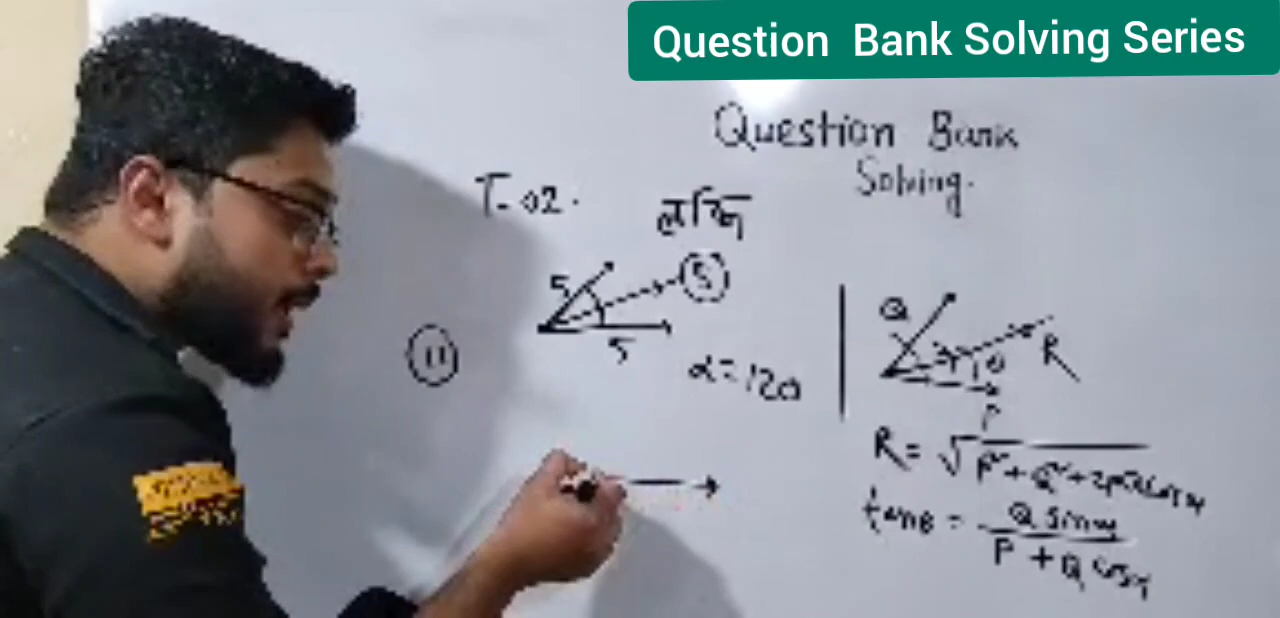 Question Bank Solving Series
Question Bank
Solving.
T-02.
লব্ধি
5
5
5
11
α = 120
Q
R
θ
P
R = √P²+Q²+2PQcosα
tanθ = Q sinα / P + Q cosα